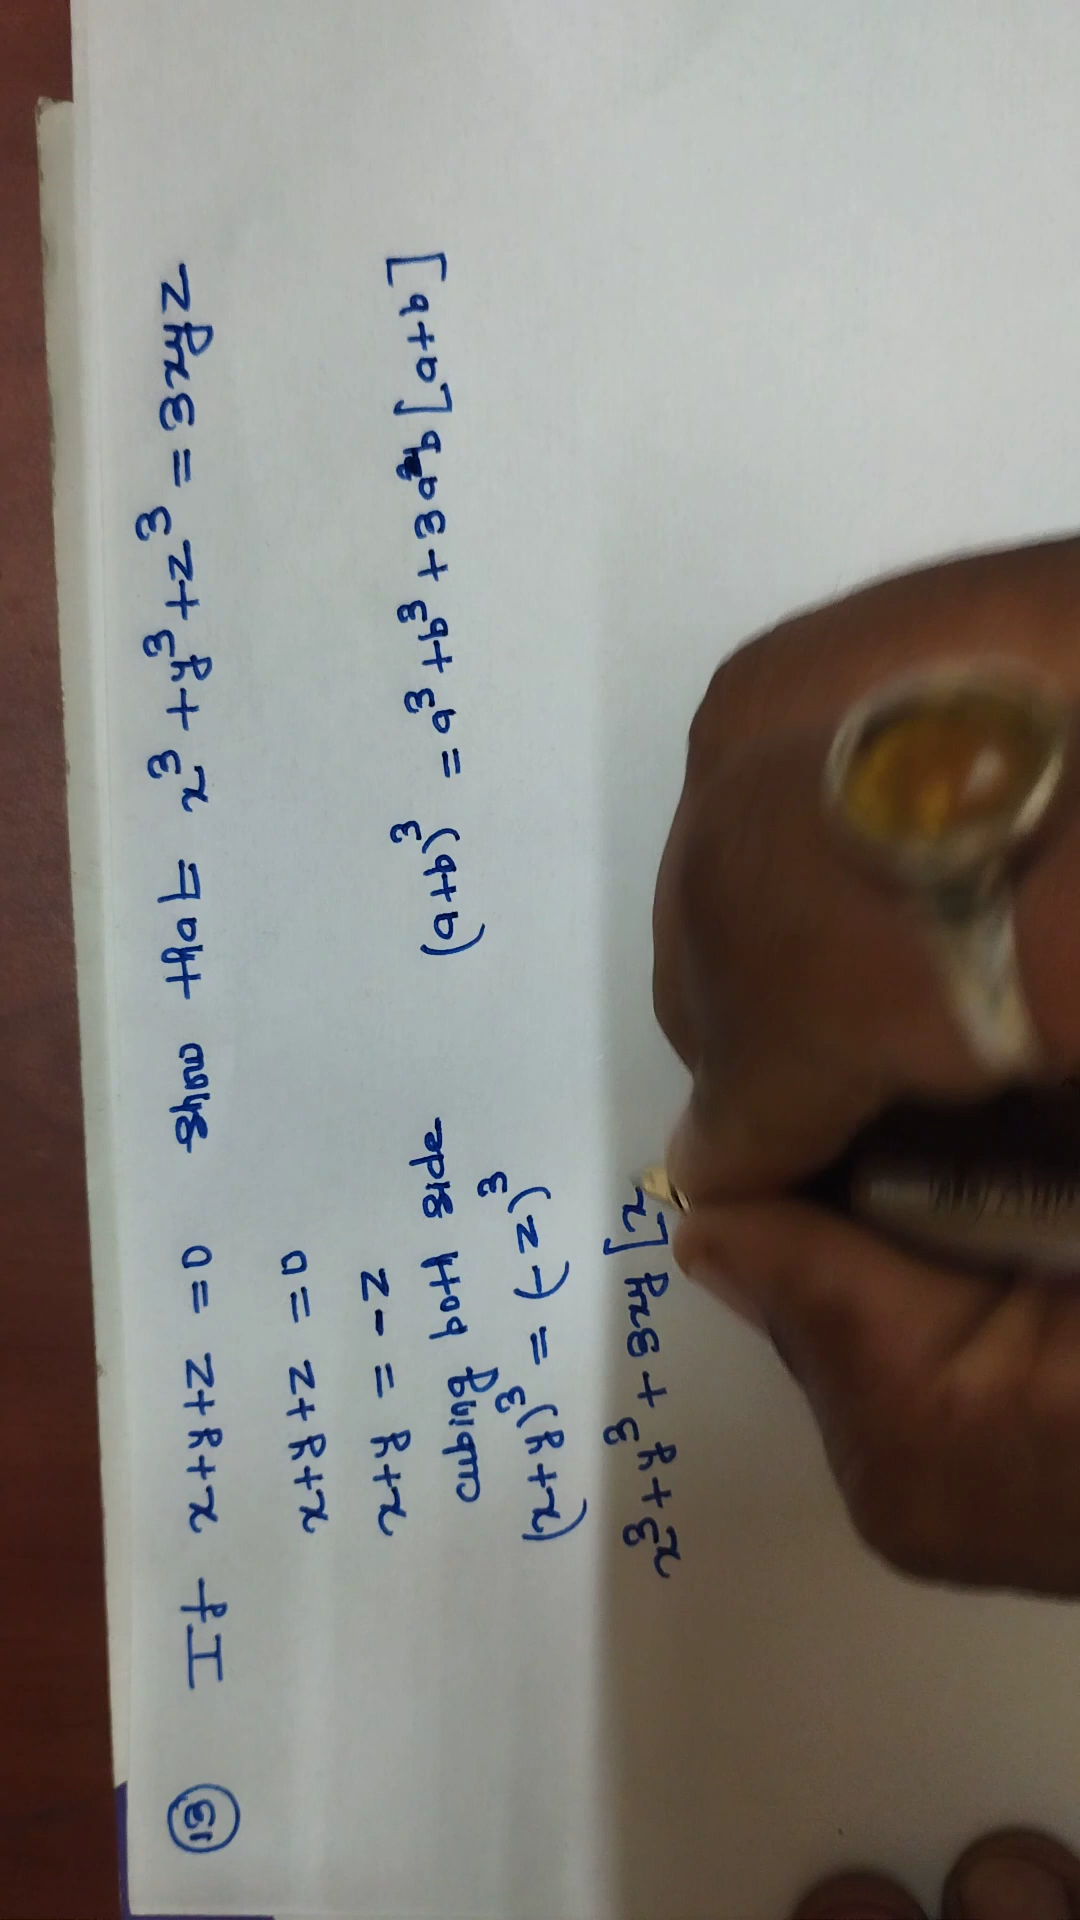 (13) If x+y+z = 0 show that x³+y³+z³ = 3xyz
x+y+z = 0
x+y = -z
cubing both side
(a+b)³ = a³+b³+3ab[a+b]
(x+y)³ = (-z)³
x³+y³+3xy[x